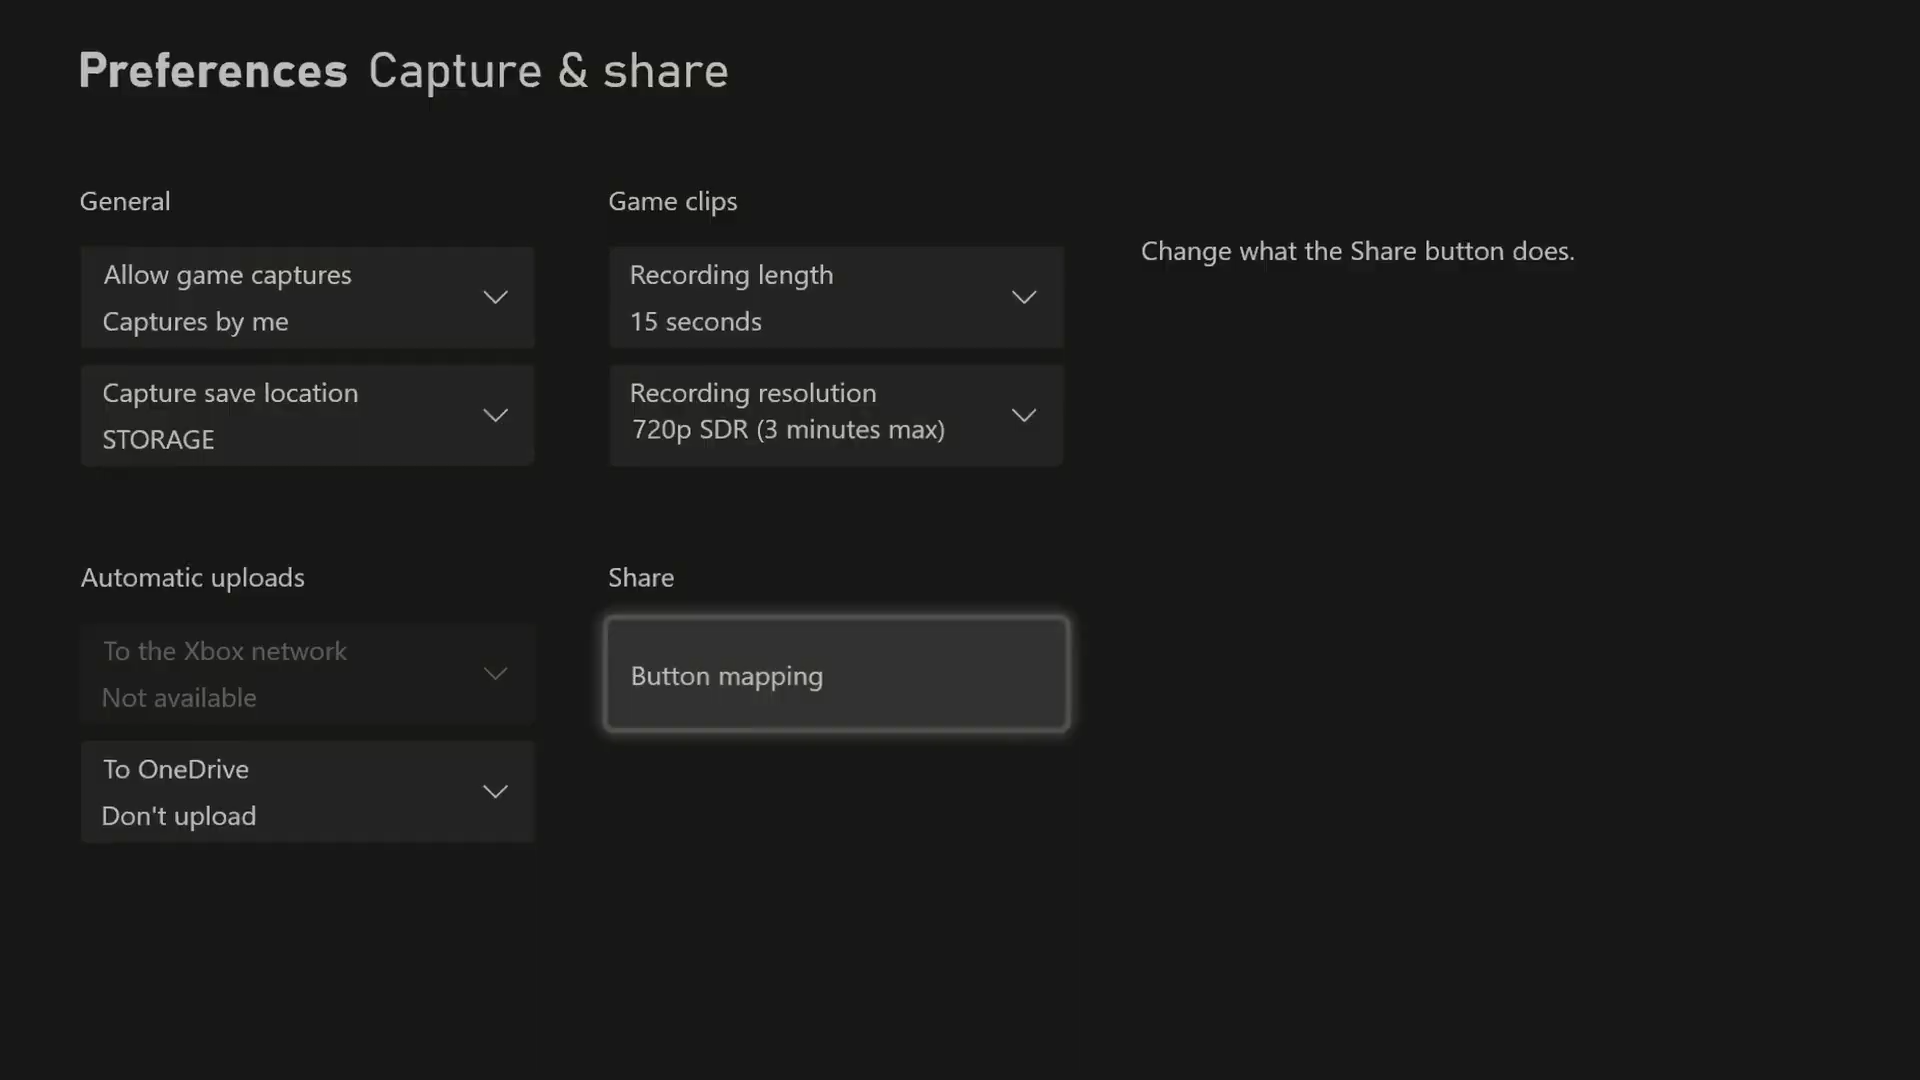 Preferences Capture & share
General
Allow game captures
Captures by me
Capture save location
STORAGE
Game clips
Recording length
15 seconds
Recording resolution
720p SDR (3 minutes max)
Change what the Share button does.
Automatic uploads
To the Xbox network
Not available
To OneDrive
Don't upload
Share
Button mapping